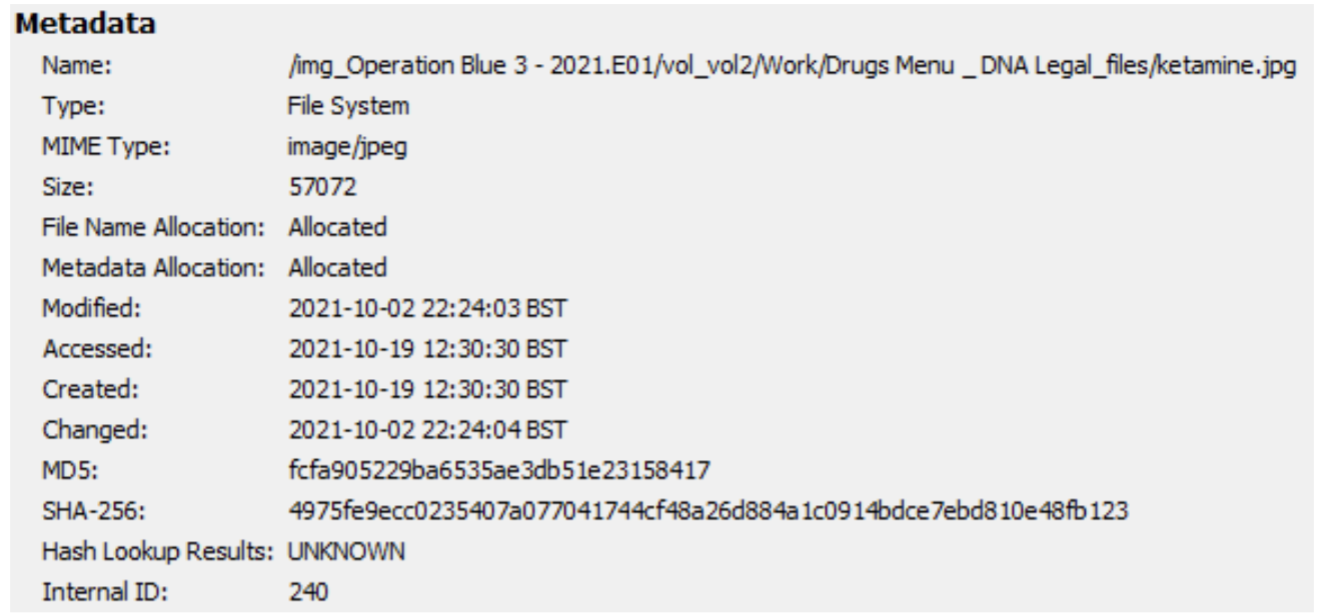 Metadata
Name: /img_Operation Blue 3 - 2021.E01/vol_vol2/Work/Drugs Menu _ DNA Legal_files/ketamine.jpg
Type: File System
MIME Type: image/jpeg
Size: 57072
File Name Allocation: Allocated
Metadata Allocation: Allocated
Modified: 2021-10-02 22:24:03 BST
Accessed: 2021-10-19 12:30:30 BST
Created: 2021-10-19 12:30:30 BST
Changed: 2021-10-02 22:24:04 BST
MD5: fcfa905229ba6535ae3db51e23158417
SHA-256: 4975fe9ecc0235407a077041744cf48a26d884a1c0914bdce7ebd810e48fb123
Hash Lookup Results: UNKNOWN
Internal ID: 240